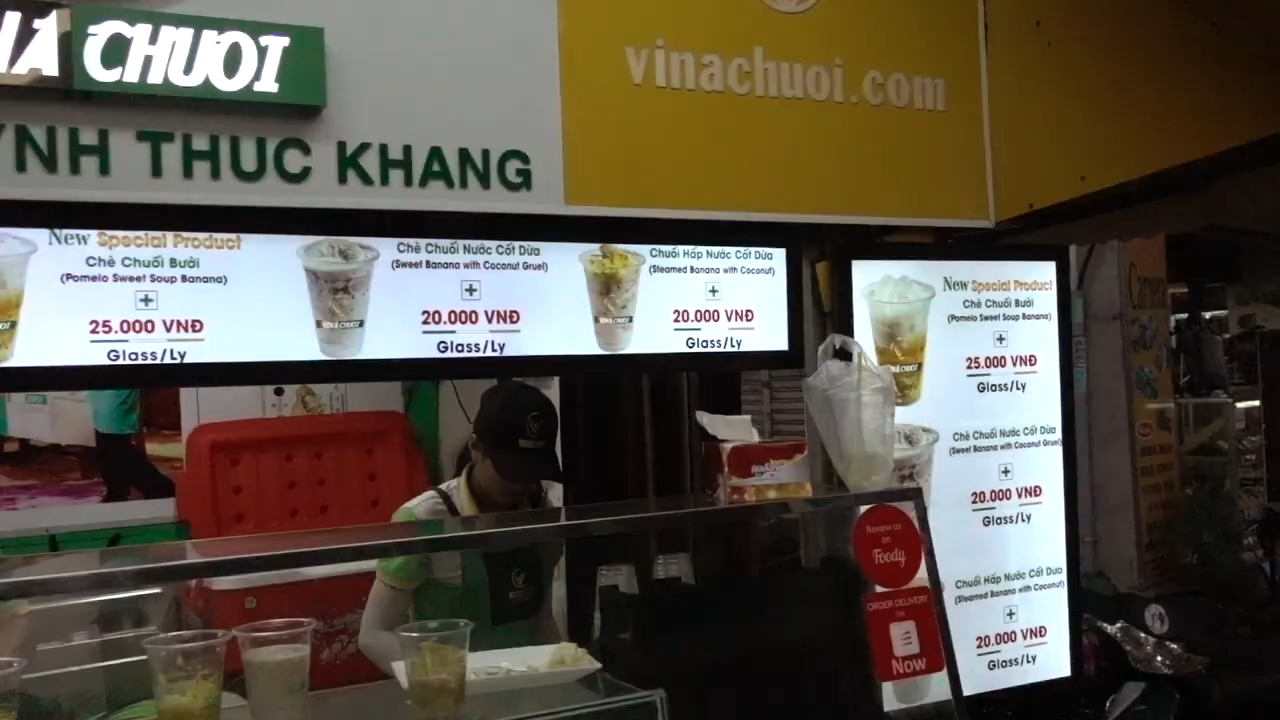 CHUOI
vinachuoi.com
THUC KHANG
New Special Product
Chè Chuối Bưởi
(Pomelo Sweet Soup Banana)
+
25.000 VNĐ
Glass/Ly
Chè Chuối Nước Cốt Dừa
(Sweet Banana with Coconut Gruel)
+
20.000 VNĐ
Glass/Ly
VINA CHUOI
Chuối Hấp Nước Cốt Dừa
(Steamed Banana with Coconut)
+
20.000 VNĐ
Glass/Ly
VINA CHUOI
New Special Product
Chè Chuối Bưởi
(Pomelo Sweet Soup Banana)
+
25.000 VNĐ
Glass/Ly
Chè Chuối Nước Cốt Dừa
(Sweet Banana with Coconut Gruel)
+
20.000 VNĐ
Glass/Ly
Chuối Hấp Nước Cốt Dừa
(Steamed Banana with Coconut)
+
20.000 VNĐ
Glass/Ly
Review us
on
Foody
ORDER DELIVERY
ON
Now